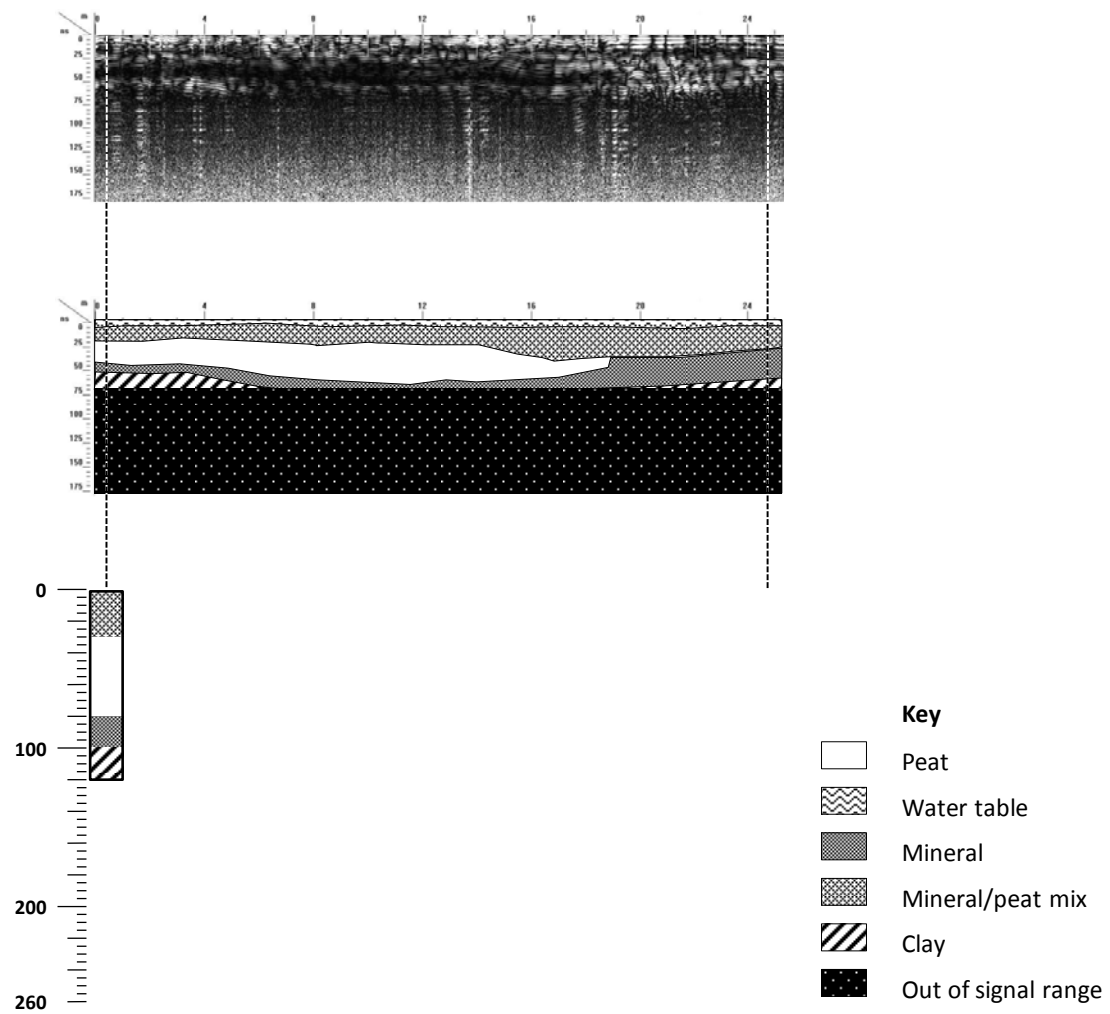 m 0 4 8 12 16 20 24
ns
0
25
50
75
100
125
150
175
m 0 4 8 12 16 20 24
ns
0
25
50
75
100
125
150
175
0
100
200
260
Key
Peat
Water table
Mineral
Mineral/peat mix
Clay
Out of signal range